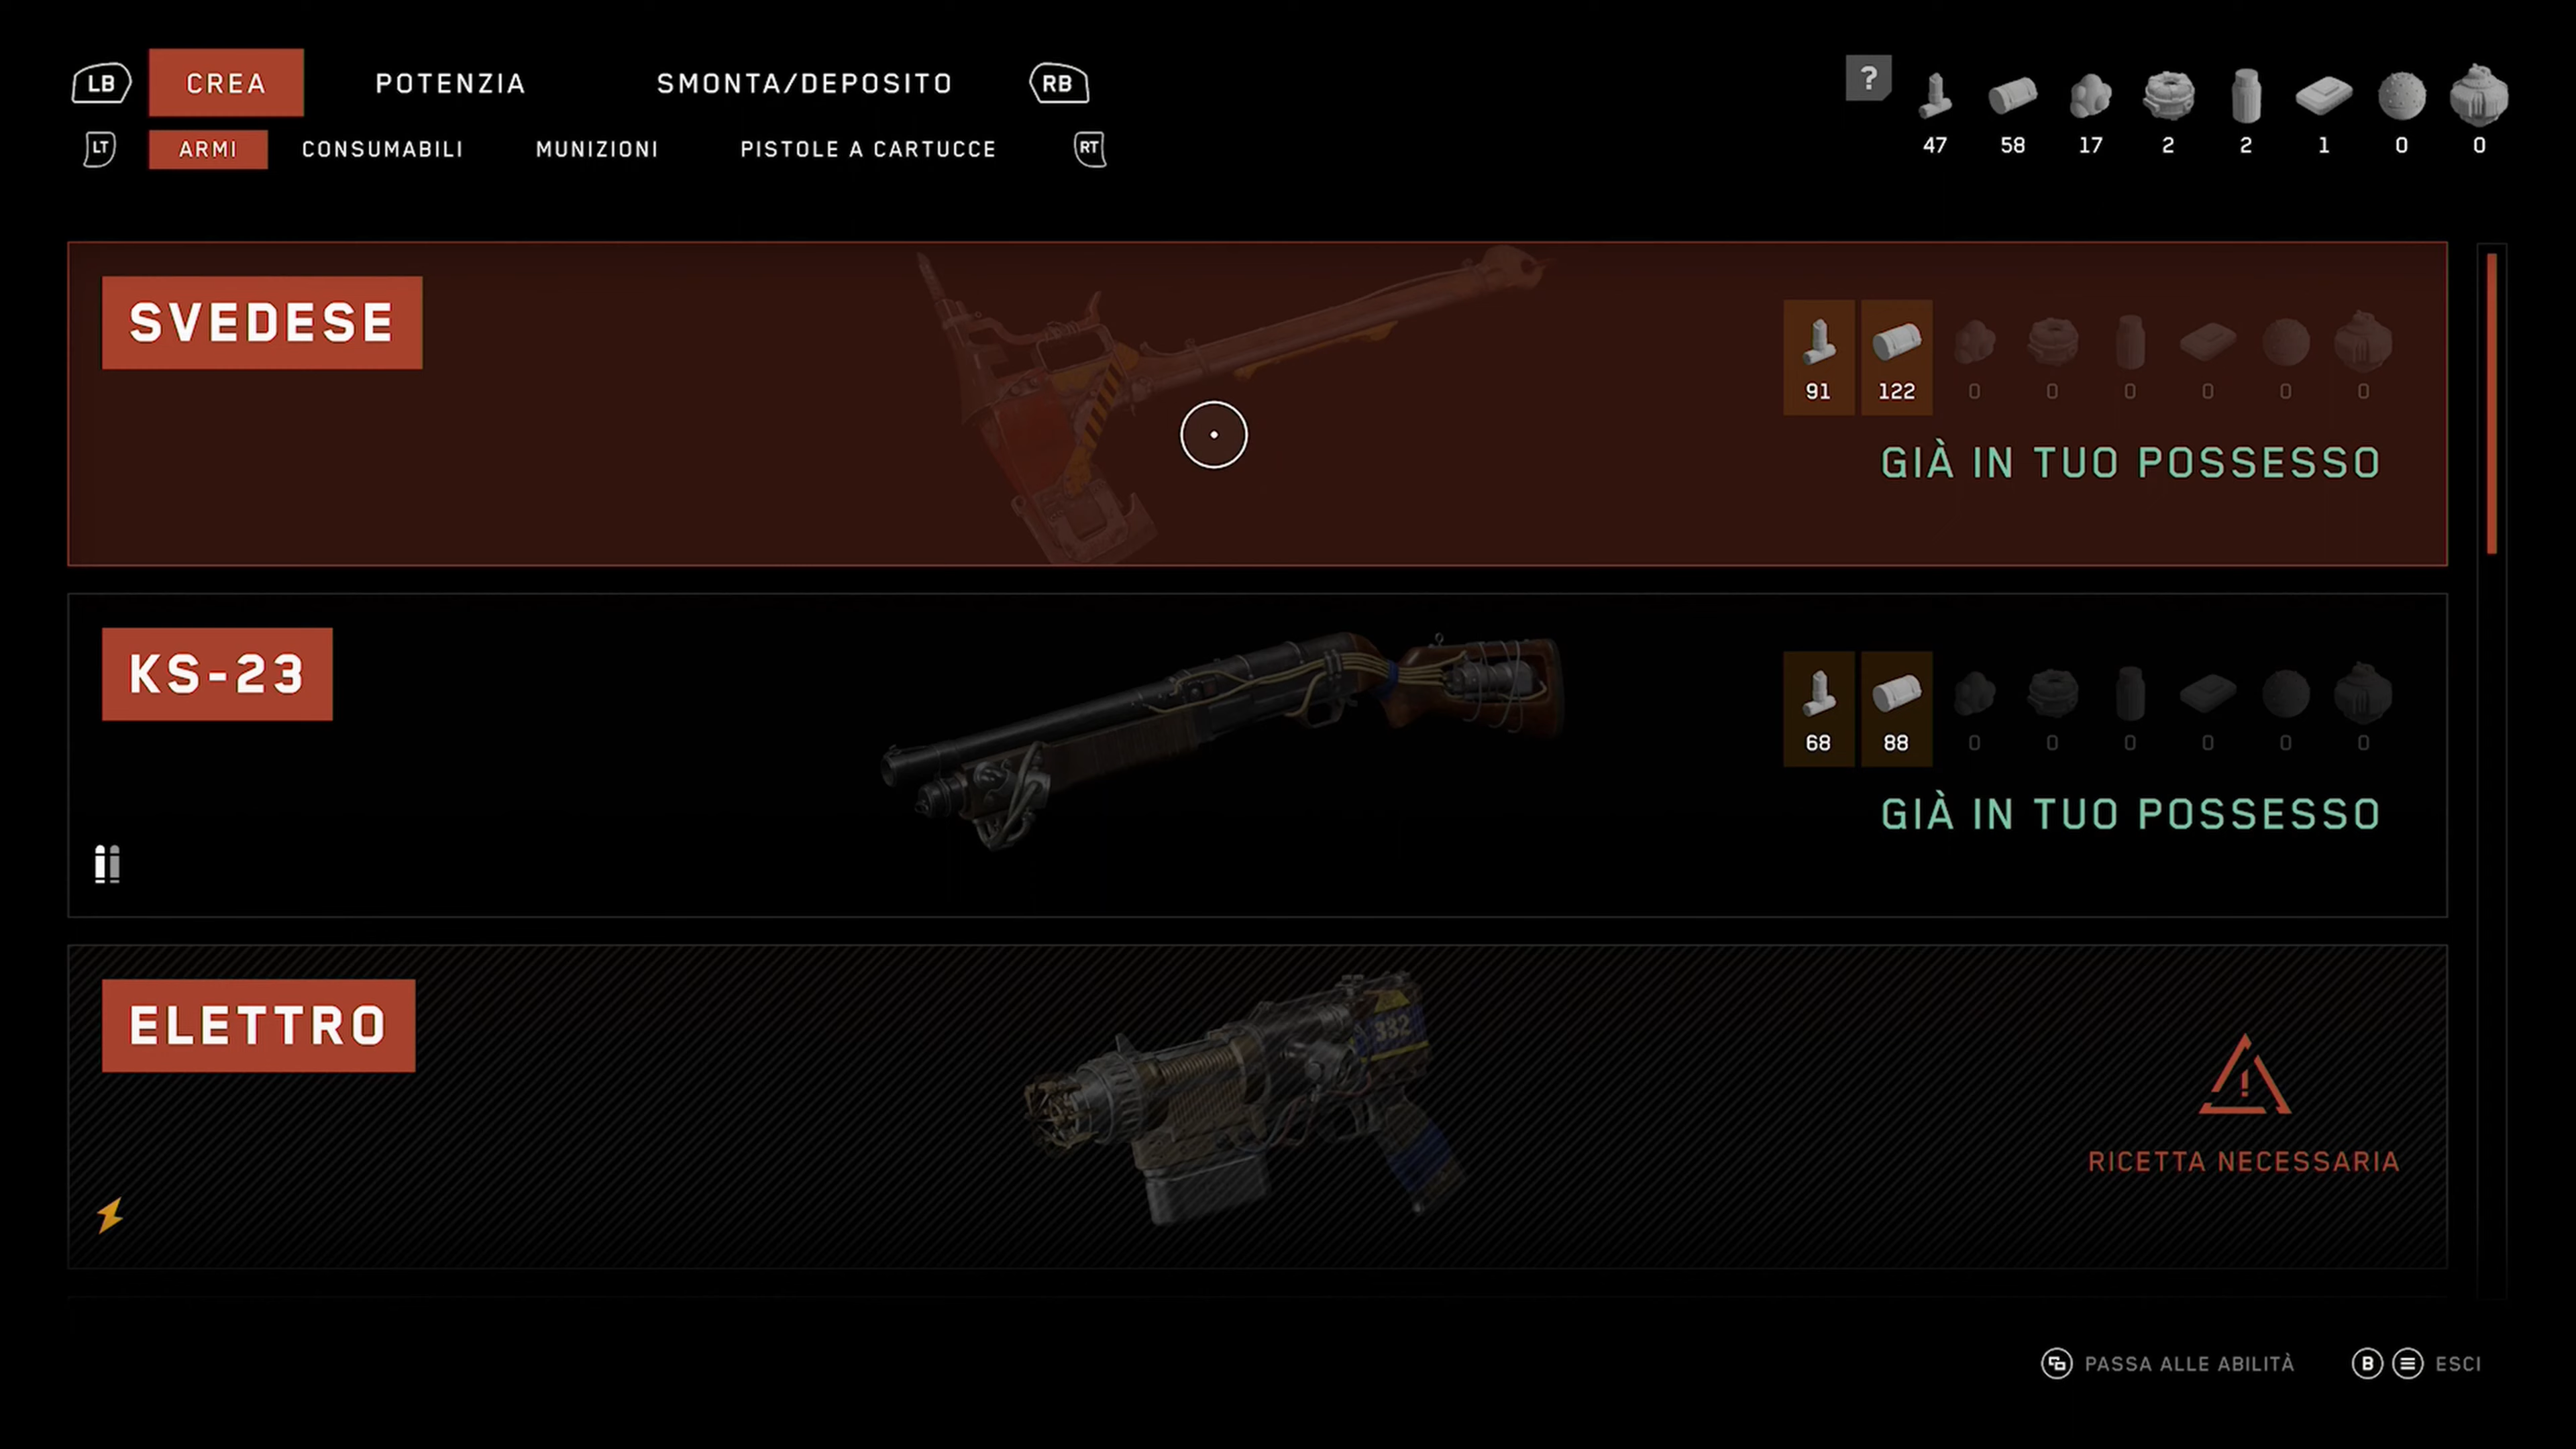 LB CREA POTENZIA SMONTA/DEPOSITO RB ?
LT ARMI CONSUMABILI MUNIZIONI PISTOLE A CARTUCCE RT
47 58 17 2 2 1 0 0
SVEDESE
91 122 0 0 0 0 0 0
GIÀ IN TUO POSSESSO
KS-23
68 88 0 0 0 0 0 0
GIÀ IN TUO POSSESSO
ELETTRO
332
!
RICETTA NECESSARIA
PASSA ALLE ABILITÀ B ESCI